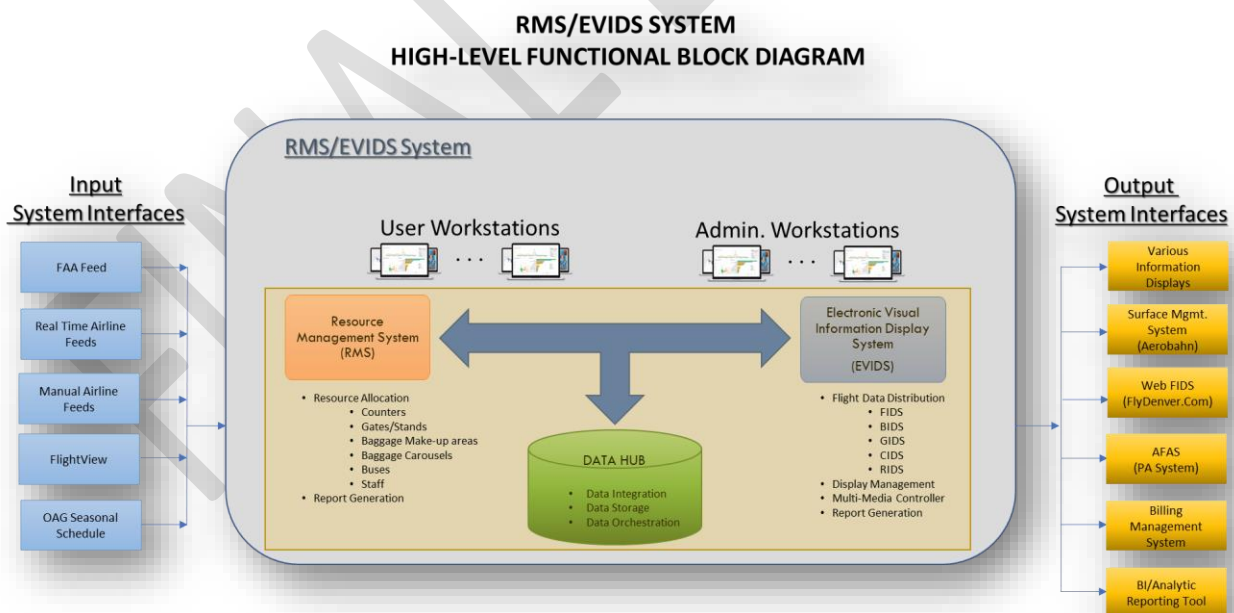 RMS/EVIDS SYSTEM
HIGH-LEVEL FUNCTIONAL BLOCK DIAGRAM
RMS/EVIDS System
Input
System Interfaces
FAA Feed
Real Time Airline
Feeds
Manual Airline
Feeds
FlightView
OAG Seasonal
Schedule
User Workstations
. . .
Admin. Workstations
. . .
Resource
Management System
(RMS)
• Resource Allocation
• Counters
• Gates/Stands
• Baggage Make-up areas
• Baggage Carousels
• Buses
• Staff
• Report Generation
DATA HUB
• Data Integration
• Data Storage
• Data Orchestration
Electronic Visual
Information Display
System
(EVIDS)
• Flight Data Distribution
• FIDS
• BIDS
• GIDS
• CIDS
• RIDS
• Display Management
• Multi-Media Controller
• Report Generation
Output
System Interfaces
Various
Information
Displays
Surface Mgmt.
System
(Aerobahn)
Web FIDS
(FlyDenver.Com)
AFAS
(PA System)
Billing
Management
System
BI/Analytic
Reporting Tool